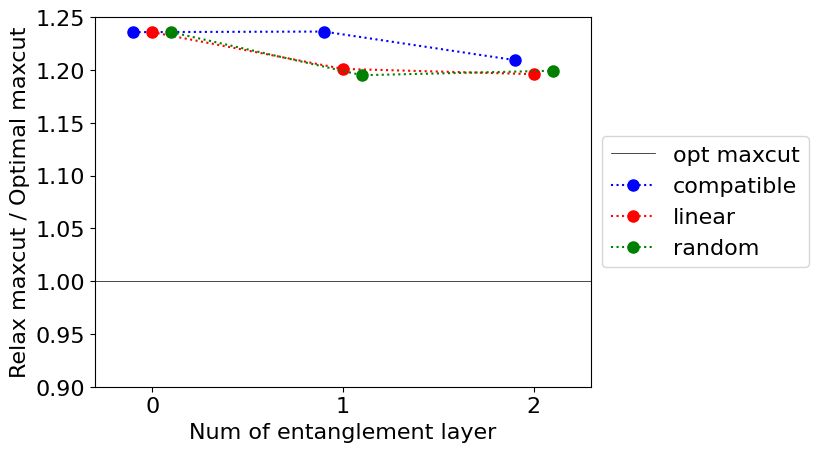 Relax maxcut / Optimal maxcut
1.25
1.20
1.15
1.10
1.05
1.00
0.95
0.90
0
1
2
Num of entanglement layer
opt maxcut
compatible
linear
random